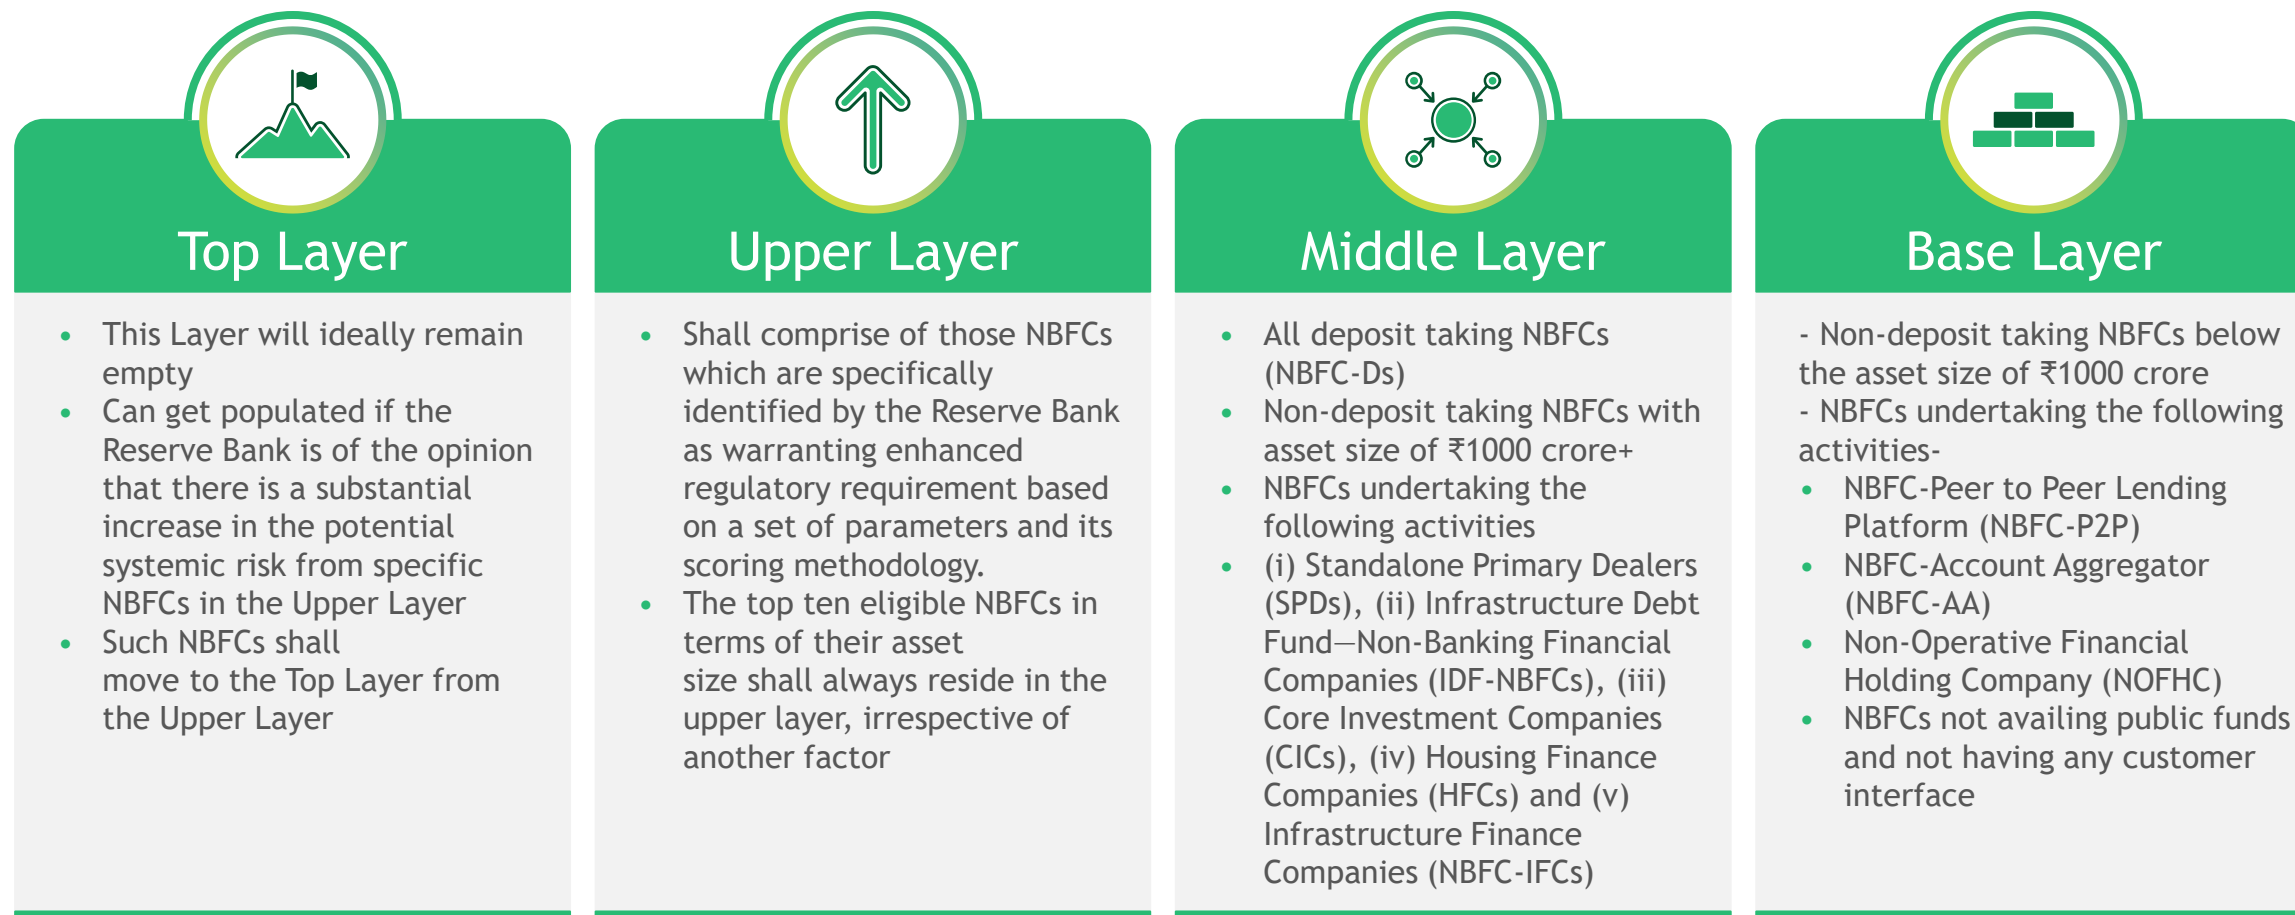 Top Layer
• This Layer will ideally remain
empty
• Can get populated if the
Reserve Bank is of the opinion
that there is a substantial
increase in the potential
systemic risk from specific
NBFCs in the Upper Layer
• Such NBFCs shall
move to the Top Layer from
the Upper Layer
Upper Layer
• Shall comprise of those NBFCs
which are specifically
identified by the Reserve Bank
as warranting enhanced
regulatory requirement based
on a set of parameters and its
scoring methodology.
• The top ten eligible NBFCs in
terms of their asset
size shall always reside in the
upper layer, irrespective of
another factor
Middle Layer
• All deposit taking NBFCs
(NBFC-Ds)
• Non-deposit taking NBFCs with
asset size of ₹1000 crore+
• NBFCs undertaking the
following activities
• (i) Standalone Primary Dealers
(SPDs), (ii) Infrastructure Debt
Fund—Non-Banking Financial
Companies (IDF-NBFCs), (iii)
Core Investment Companies
(CICs), (iv) Housing Finance
Companies (HFCs) and (v)
Infrastructure Finance
Companies (NBFC-IFCs)
Base Layer
- Non-deposit taking NBFCs below
the asset size of ₹1000 crore
- NBFCs undertaking the following
activities-
• NBFC-Peer to Peer Lending
Platform (NBFC-P2P)
• NBFC-Account Aggregator
(NBFC-AA)
• Non-Operative Financial
Holding Company (NOFHC)
• NBFCs not availing public funds
and not having any customer
interface